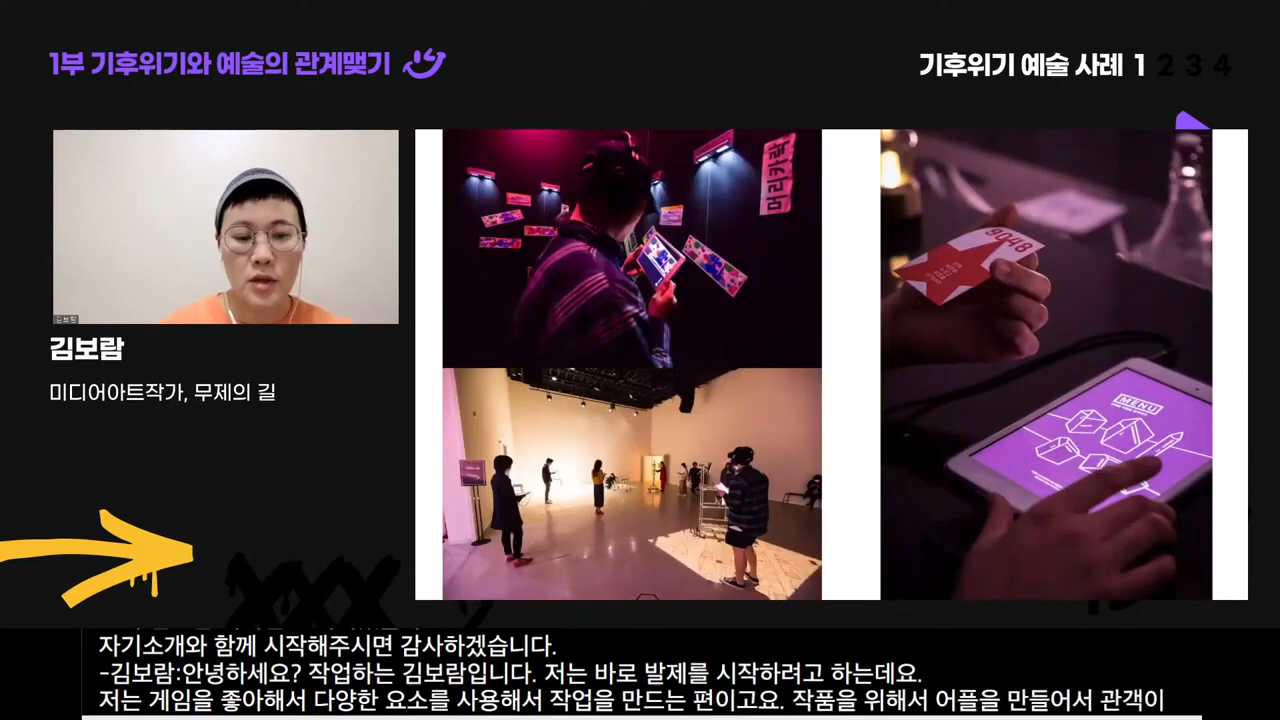 1부 기후위기와 예술의 관계맺기
기후위기 예술 사례 1 2 3 4
김보람
김보람
미디어아트작가, 무제의 길
머리카락
9048
MENU
자기소개와 함께 시작해주시면 감사하겠습니다.
-김보람:안녕하세요? 작업하는 김보람입니다. 저는 바로 발제를 시작하려고 하는데요.
저는 게임을 좋아해서 다양한 요소를 사용해서 작업을 만드는 편이고요. 작품을 위해서 어플을 만들어서 관객이